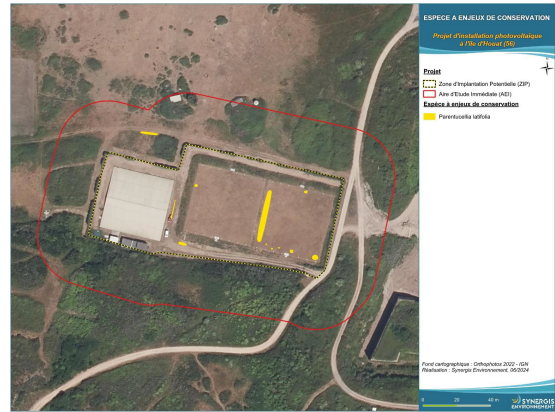 ESPECE A ENJEUX DE CONSERVATION
Projet d'installation photovoltaïque
à l'île d'Houat (56)
Projet
Zone d'Implantation Potentielle (ZIP)
Aire d'Etude Immédiate (AEI)
Espèce à enjeux de conservation
Parentucellia latifolia
Fond cartographique : Orthophotos 2022 - IGN
Réalisation : Synergis Environnement, 06/2024
0 20 40 m
SYNERGIS
ENVIRONNEMENT